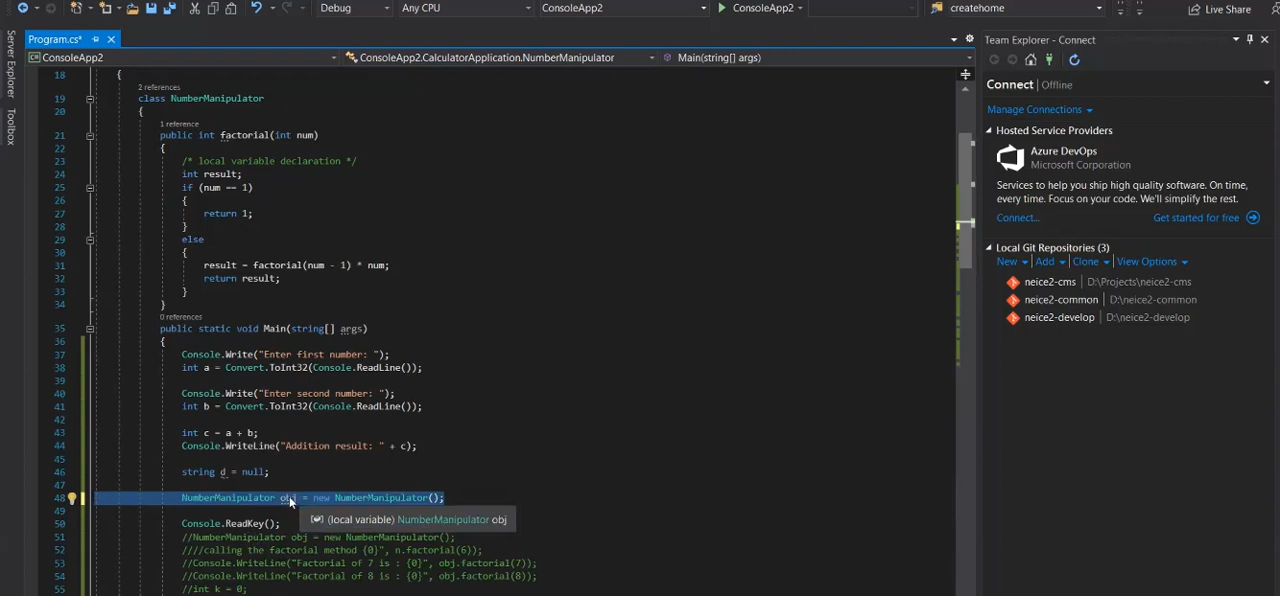 Debug
Any CPU
ConsoleApp2
ConsoleApp2
createhome
Live Share
Server Explorer
Toolbox
Program.cs*
ConsoleApp2
ConsoleApp2.CalculatorApplication.NumberManipulator
Main(string[] args)
18 {
2 references
19 class NumberManipulator
20 {
1 reference
21 public int factorial(int num)
22 {
23 /* local variable declaration */
24 int result;
25 if (num == 1)
26 {
27 return 1;
28 }
29 else
30 {
31 result = factorial(num - 1) * num;
32 return result;
33 }
34 }
0 references
35 public static void Main(string[] args)
36 {
37 Console.Write("Enter first number: ");
38 int a = Convert.ToInt32(Console.ReadLine());
39
40 Console.Write("Enter second number: ");
41 int b = Convert.ToInt32(Console.ReadLine());
42
43 int c = a + b;
44 Console.WriteLine("Addition result: " + c);
45
46 string d = null;
47
48 NumberManipulator obj = new NumberManipulator();
49
(local variable) NumberManipulator obj
50 Console.ReadKey();
51 //NumberManipulator obj = new NumberManipulator();
52 ////calling the factorial method {0}", n.factorial(6));
53 //Console.WriteLine("Factorial of 7 is : {0}", obj.factorial(7));
54 //Console.WriteLine("Factorial of 8 is : {0}", obj.factorial(8));
55 //int k = 0;
Team Explorer - Connect
Connect | Offline
Manage Connections
Hosted Service Providers
Azure DevOps
Microsoft Corporation
Services to help you ship high quality software. On time,
every time. Focus on your code. We'll simplify the rest.
Connect...
Get started for free
Local Git Repositories (3)
New Add Clone View Options
neice2-cms D:\Projects\neice2-cms
neice2-common D:\neice2-common
neice2-develop D:\neice2-develop